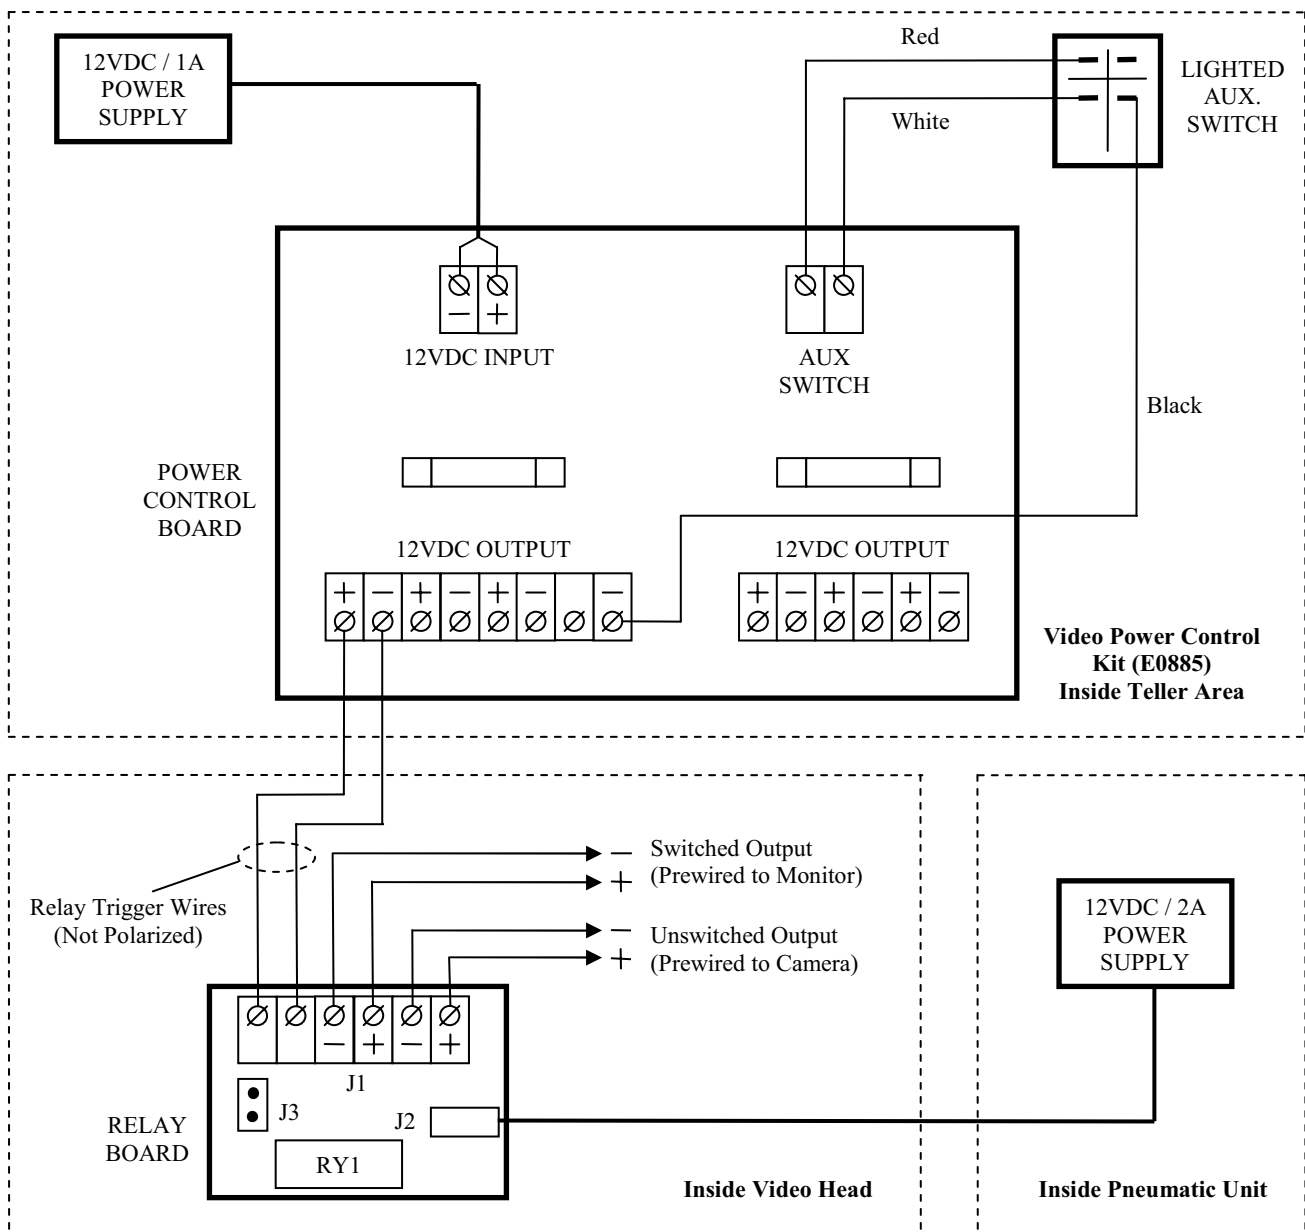 12VDC / 1A
POWER
SUPPLY
Red
White
LIGHTED
AUX.
SWITCH
— +
12VDC INPUT
AUX
SWITCH
Black
POWER
CONTROL
BOARD
12VDC OUTPUT
12VDC OUTPUT
+ — + — + — —
+ — + — + —
Video Power Control
Kit (E0885)
Inside Teller Area
Relay Trigger Wires
(Not Polarized)
— Switched Output
+ (Prewired to Monitor)
— Unswitched Output
+ (Prewired to Camera)
12VDC / 2A
POWER
SUPPLY
— + — +
J1
J3
J2
RELAY
BOARD
RY1
Inside Video Head
Inside Pneumatic Unit